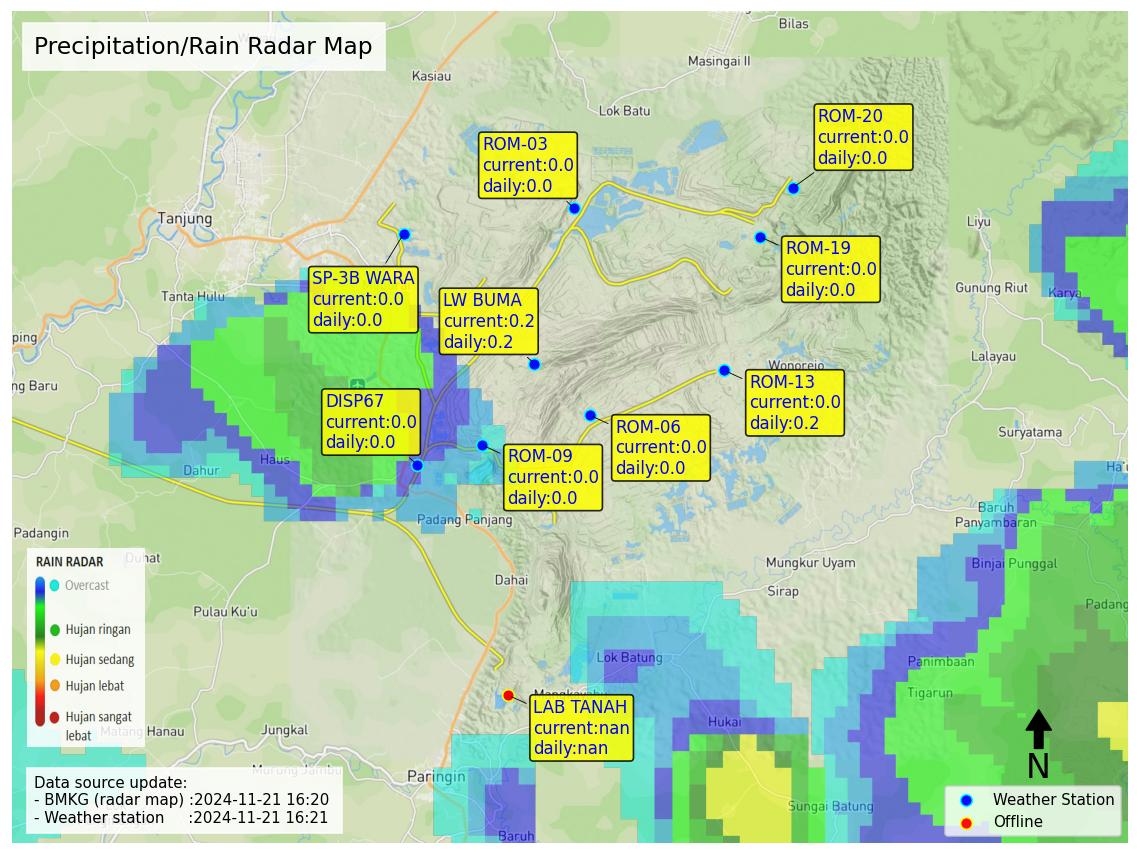 Precipitation/Rain Radar Map
Bilas
Masingai II
Kasiau
Lok Batu
ROM-20
current:0.0
daily:0.0
ROM-03
current:0.0
daily:0.0
Tanjung
Liyu
ROM-19
current:0.0
daily:0.0
SP-3B WARA
current:0.0
daily:0.0
Tanta Hulu
LW BUMA
current:0.2
daily:0.2
Gunung Riut
Karya
ping
Lalayau
Wonorejo
ng Baru
ROM-13
current:0.0
daily:0.2
DISP67
current:0.0
daily:0.0
ROM-06
current:0.0
daily:0.0
Suryatama
ROM-09
current:0.0
daily:0.0
Haus
Dahur
Ha'u
Baruh
Panyambaran
Padang Panjang
Padangin
Duhat
Mungkur Uyam
Binjai Punggal
Dahai
Sirap
Pulau Ku'u
Padang
RAIN RADAR
Overcast
Hujan ringan
Hujan sedang
Hujan lebat
Hujan sangat
lebat
Lok Batung
Panimbaan
Tigarun
LAB TANAH
current:nan
daily:nan
Hukai
Matang Hanau
Jungkal
Murung Jambu
Paringin
Sungai Batung
Baruh
N
Data source update:
- BMKG (radar map) :2024-11-21 16:20
- Weather station :2024-11-21 16:21
Weather Station
Offline